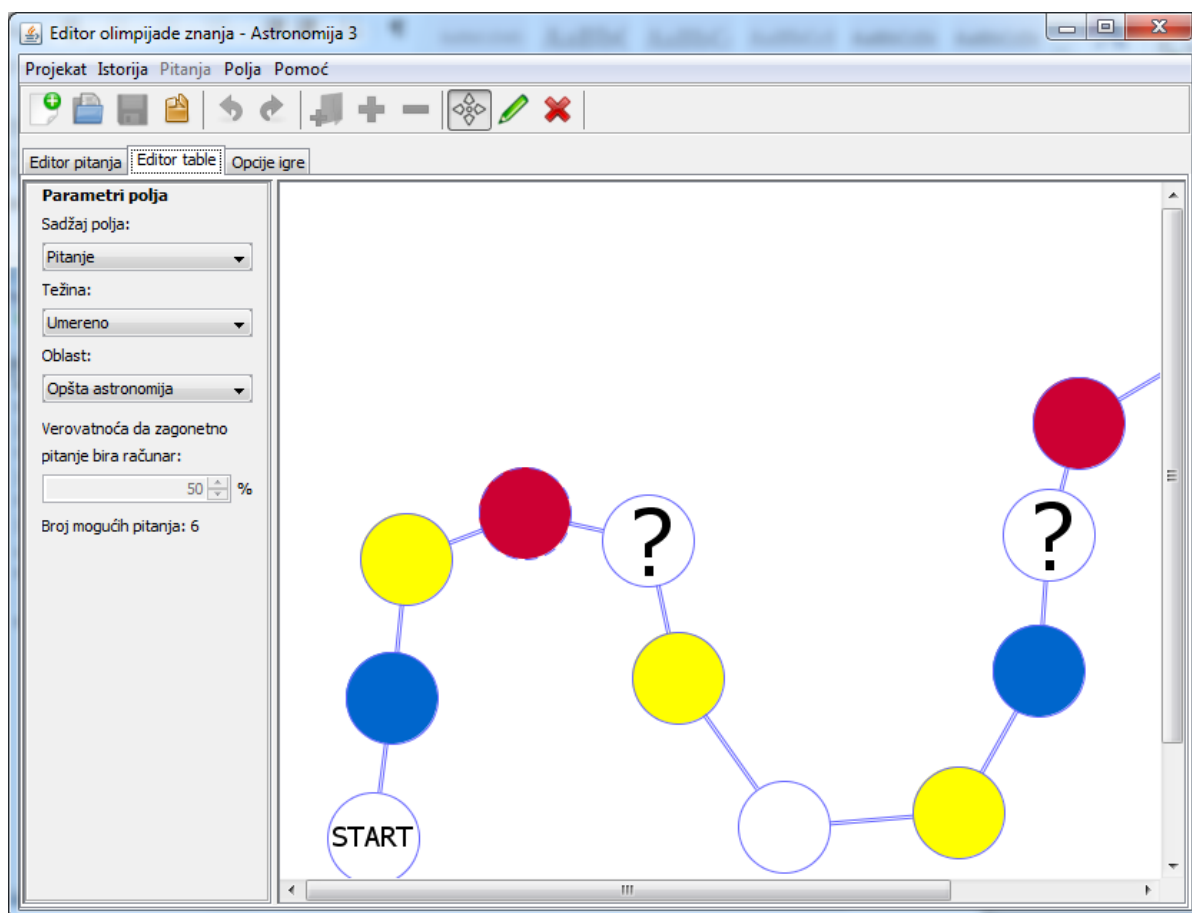 Editor olimpijade znanja - Astronomija 3
Projekat Istorija Pitanja Polja Pomoć
Editor pitanja Editor table Opcije igre
Parametri polja
Sadžaj polja:
Pitanje
Težina:
Umereno
Oblast:
Opšta astronomija
Verovatnoća da zagonetno
pitanje bira računar:
50 %
Broj mogućih pitanja: 6
?
?
START